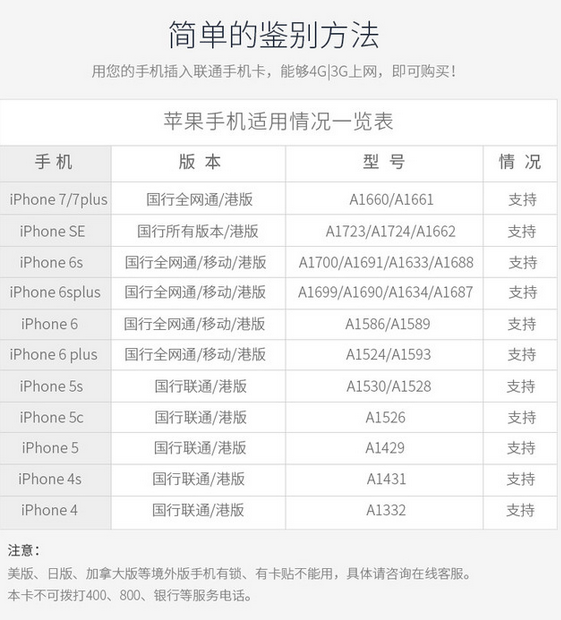 简单的鉴别方法
用您的手机插入联通手机卡，能够4G|3G上网，即可购买！
苹果手机适用情况一览表
手机 版本 型号 情况
iPhone 7/7plus 国行全网通/港版 A1660/A1661 支持
iPhone SE 国行所有版本/港版 A1723/A1724/A1662 支持
iPhone 6s 国行全网通/移动/港版 A1700/A1691/A1633/A1688 支持
iPhone 6splus 国行全网通/移动/港版 A1699/A1690/A1634/A1687 支持
iPhone 6 国行全网通/移动/港版 A1586/A1589 支持
iPhone 6 plus 国行全网通/移动/港版 A1524/A1593 支持
iPhone 5s 国行联通/港版 A1530/A1528 支持
iPhone 5c 国行联通/港版 A1526 支持
iPhone 5 国行联通/港版 A1429 支持
iPhone 4s 国行联通/港版 A1431 支持
iPhone 4 国行联通/港版 A1332 支持
注意：
美版、日版、加拿大版等境外版手机有锁、有卡贴不能用，具体请咨询在线客服。
本卡不可拨打400、800、银行等服务电话。